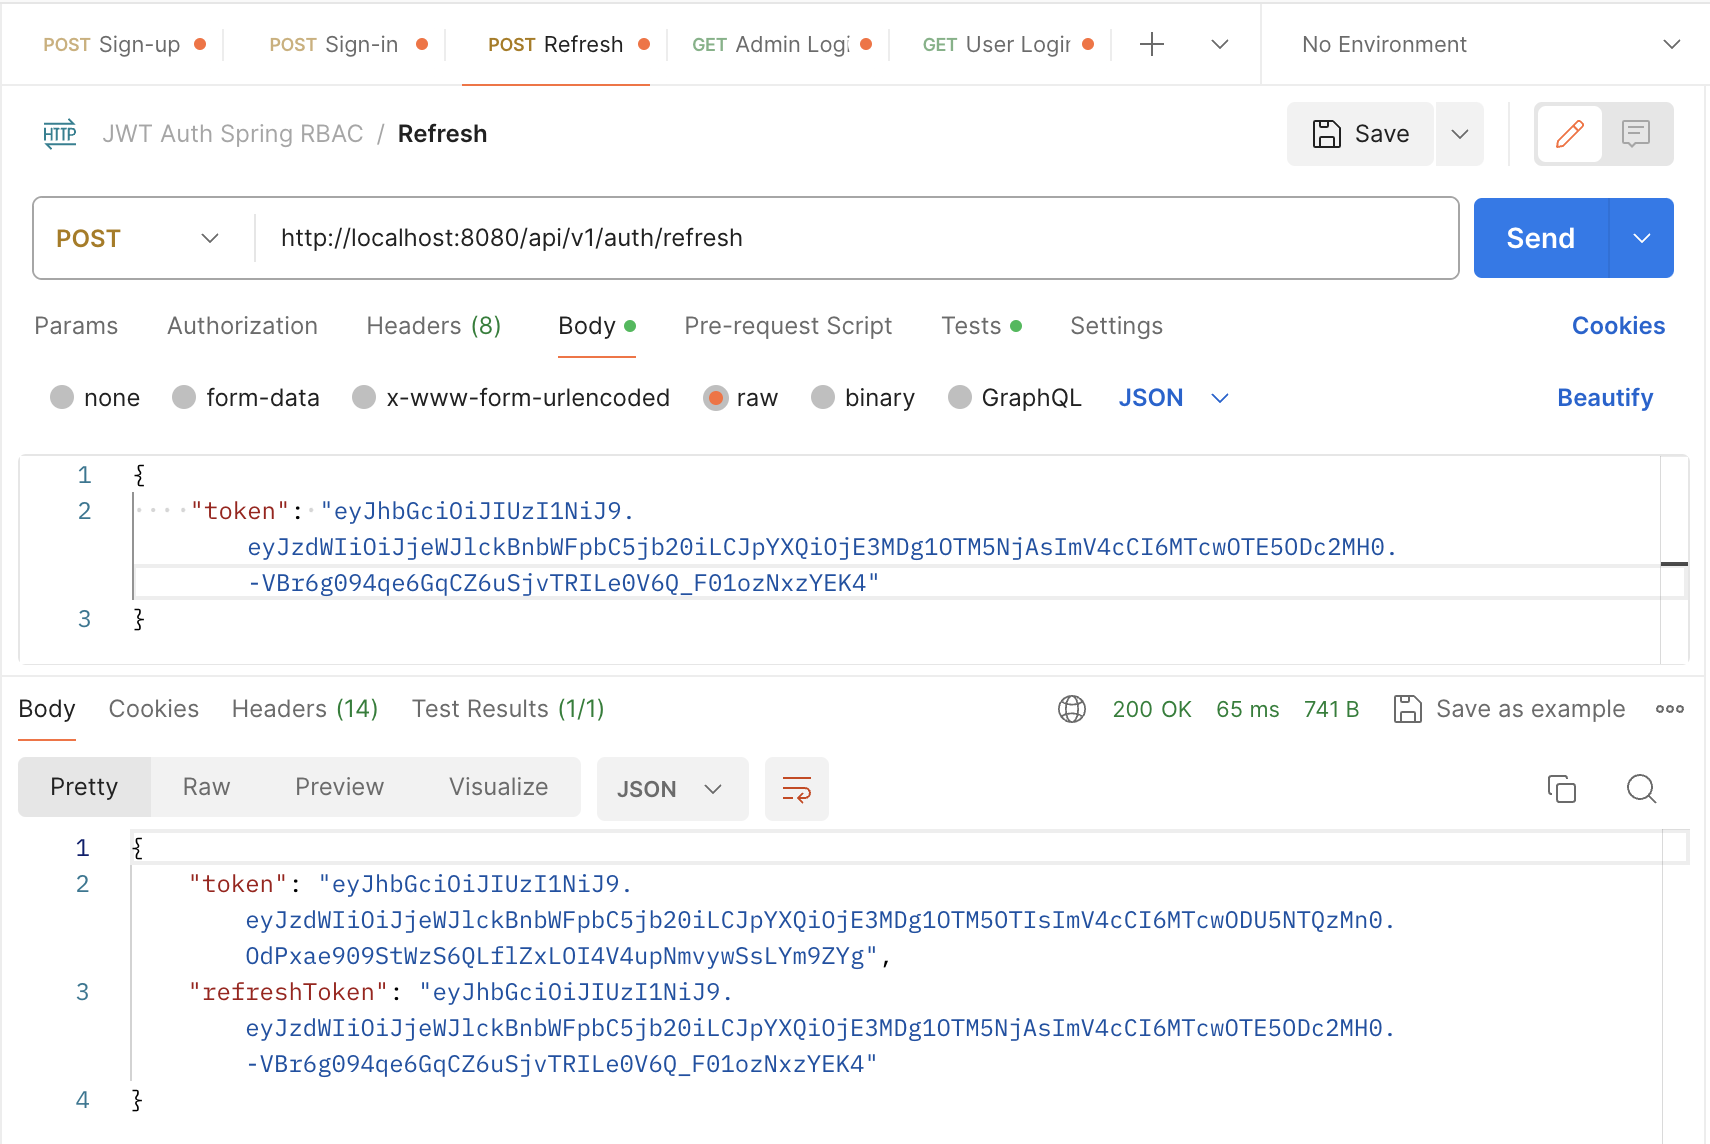 POST Sign-up POST Sign-in POST Refresh GET Admin Logi GET User Login No Environment
HTTP JWT Auth Spring RBAC / Refresh Save
POST http://localhost:8080/api/v1/auth/refresh Send
Params Authorization Headers (8) Body Pre-request Script Tests Settings Cookies
none form-data x-www-form-urlencoded raw binary GraphQL JSON Beautify
1 {
2 "token": "eyJhbGciOiJIUzI1NiJ9.
eyJzdWIiOiJjeWJlckBnbWFpbC5jb20iLCJpYXQiOjE3MDg1OTM5NjAsImV4cCI6MTcwOTE5ODc2MH0.
-VBr6g094qe6GqCZ6uSjvTRILe0V6Q_F01ozNxzYEK4"
3 }
Body Cookies Headers (14) Test Results (1/1) 200 OK 65 ms 741 B Save as example
Pretty Raw Preview Visualize JSON
1 {
2 "token": "eyJhbGciOiJIUzI1NiJ9.
eyJzdWIiOiJjeWJlckBnbWFpbC5jb20iLCJpYXQiOjE3MDg1OTM5OTIsImV4cCI6MTcwODU5NTQzMn0.
OdPxae909StWzS6QLflZxLOI4V4upNmvywSsLYm9ZYg",
3 "refreshToken": "eyJhbGciOiJIUzI1NiJ9.
eyJzdWIiOiJjeWJlckBnbWFpbC5jb20iLCJpYXQiOjE3MDg1OTM5NjAsImV4cCI6MTcwOTE5ODc2MH0.
-VBr6g094qe6GqCZ6uSjvTRILe0V6Q_F01ozNxzYEK4"
4 }